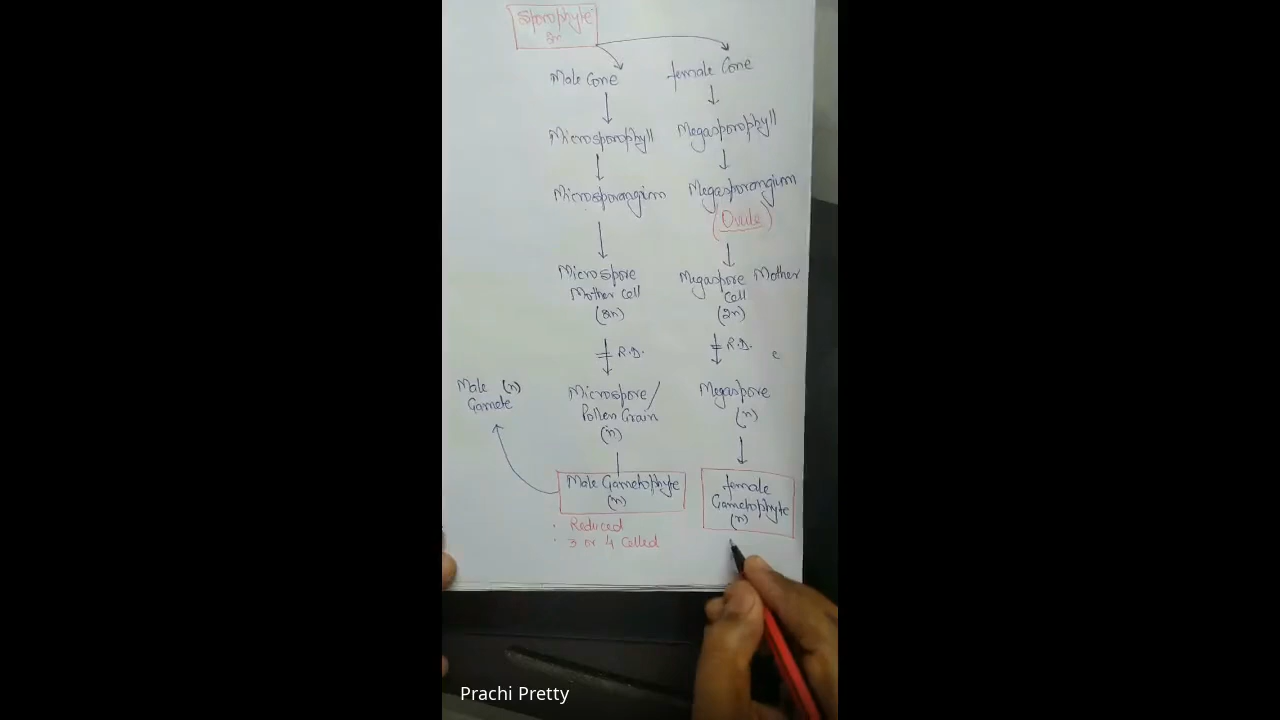 Sporophyte
2n
Male Cone
female Cone
Microsporophyll
Megasporophyll
Microsporangium
Megasporangium
(Ovule)
Microspore
Mother Cell
(2n)
Megaspore Mother
Cell
(2n)
R.D.
R.D.
e
Male (n)
Gamete
Microspore/
Pollen Grain
(n)
Megaspore
(n)
Male Gametophyte
(n)
female
Gametophyte
(n)
· Reduced
· 3 or 4 Celled
Prachi Pretty